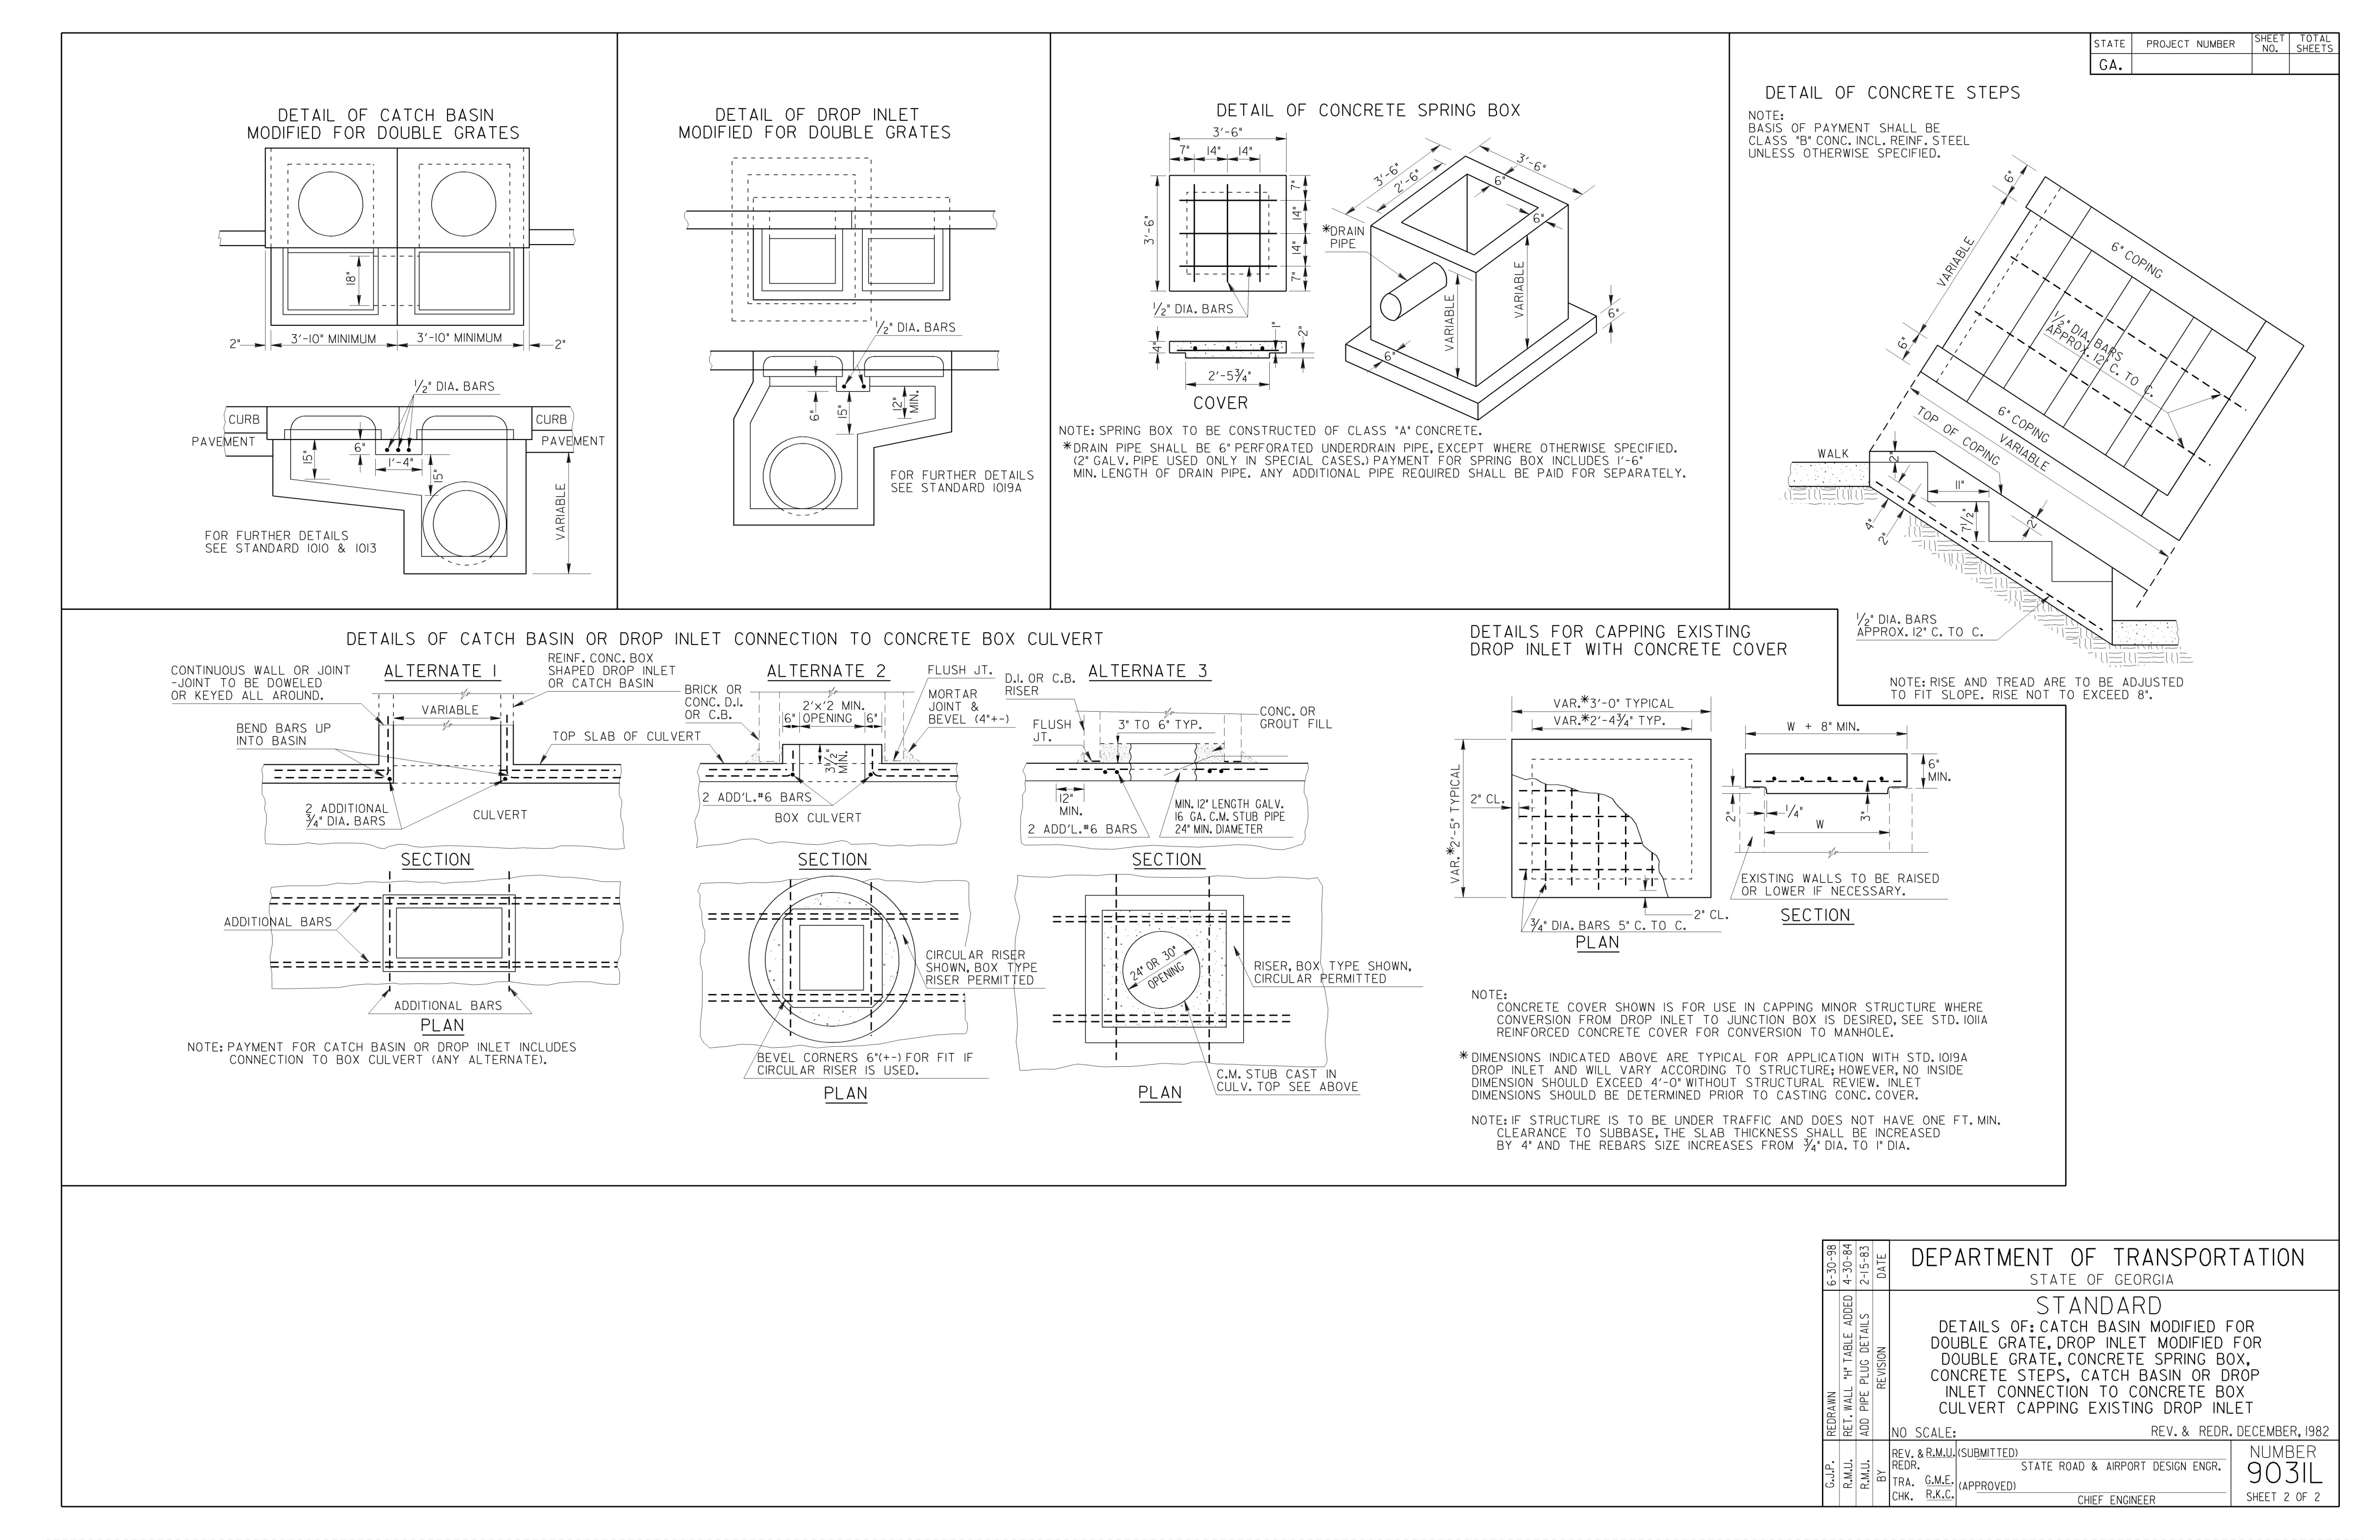 STATE
PROJECT NUMBER
SHEET NO.
TOTAL SHEETS
GA.
DETAIL OF CATCH BASIN
MODIFIED FOR DOUBLE GRATES
18"
2"
3'-10" MINIMUM
3'-10" MINIMUM
2"
1/2" DIA. BARS
CURB
CURB
PAVEMENT
PAVEMENT
6"
15"
1'-4"
15"
VARIABLE
FOR FURTHER DETAILS
SEE STANDARD 1010 & 1013
DETAIL OF DROP INLET
MODIFIED FOR DOUBLE GRATES
1/2" DIA. BARS
6"
15"
12" MIN.
FOR FURTHER DETAILS
SEE STANDARD 1019A
DETAIL OF CONCRETE SPRING BOX
3'-6"
7" 14" 14"
3'-6"
7"
14"
14"
7"
1/2" DIA. BARS
4"
1"
2"
2'-5 3/4"
COVER
3'-6"
2'-6"
3'-6"
6"
6"
*DRAIN
PIPE
VARIABLE
VARIABLE
6"
6"
NOTE: SPRING BOX TO BE CONSTRUCTED OF CLASS "A" CONCRETE.
*DRAIN PIPE SHALL BE 6" PERFORATED UNDERDRAIN PIPE, EXCEPT WHERE OTHERWISE SPECIFIED.
(2" GALV. PIPE USED ONLY IN SPECIAL CASES.) PAYMENT FOR SPRING BOX INCLUDES 1'-6"
MIN. LENGTH OF DRAIN PIPE. ANY ADDITIONAL PIPE REQUIRED SHALL BE PAID FOR SEPARATELY.
DETAIL OF CONCRETE STEPS
NOTE:
BASIS OF PAYMENT SHALL BE
CLASS "B" CONC. INCL. REINF. STEEL
UNLESS OTHERWISE SPECIFIED.
6"
VARIABLE
6"
6" COPING
1/2" DIA. BARS
APPROX. 12" C. TO C.
6" COPING
TOP OF COPING
VARIABLE
WALK
2"
11"
7 1/2"
2"
4"
2"
1/2" DIA. BARS
APPROX. 12" C. TO C.
NOTE: RISE AND TREAD ARE TO BE ADJUSTED
TO FIT SLOPE. RISE NOT TO EXCEED 8".
DETAILS OF CATCH BASIN OR DROP INLET CONNECTION TO CONCRETE BOX CULVERT
ALTERNATE 1
CONTINUOUS WALL OR JOINT
-JOINT TO BE DOWELED
OR KEYED ALL AROUND.
REINF. CONC. BOX
SHAPED DROP INLET
OR CATCH BASIN
VARIABLE
BEND BARS UP
INTO BASIN
TOP SLAB OF CULVERT
2 ADDITIONAL
3/4" DIA. BARS
CULVERT
SECTION
ADDITIONAL BARS
ADDITIONAL BARS
PLAN
NOTE: PAYMENT FOR CATCH BASIN OR DROP INLET INCLUDES
CONNECTION TO BOX CULVERT (ANY ALTERNATE).
ALTERNATE 2
BRICK OR
CONC. D.I.
OR C.B.
2'x'2 MIN.
6" OPENING 6"
FLUSH JT.
MORTAR
JOINT &
BEVEL (4"+-)
3 1/2" MIN.
2 ADD'L. #6 BARS
BOX CULVERT
SECTION
CIRCULAR RISER
SHOWN, BOX TYPE
RISER PERMITTED
BEVEL CORNERS 6"(+-) FOR FIT IF
CIRCULAR RISER IS USED.
PLAN
ALTERNATE 3
D.I. OR C.B.
RISER
FLUSH
JT.
3" TO 6" TYP.
CONC. OR
GROUT FILL
12"
MIN.
2 ADD'L. #6 BARS
MIN. 12" LENGTH GALV.
16 GA. C.M. STUB PIPE
24" MIN. DIAMETER
SECTION
24" OR 30"
OPENING
RISER, BOX TYPE SHOWN,
CIRCULAR PERMITTED
C.M. STUB CAST IN
CULV. TOP SEE ABOVE
PLAN
DETAILS FOR CAPPING EXISTING
DROP INLET WITH CONCRETE COVER
VAR.*3'-0" TYPICAL
VAR.*2'-4 3/4" TYP.
VAR.*2'-5" TYPICAL
2" CL.
2" CL.
3/4" DIA. BARS 5" C. TO C.
PLAN
W + 8" MIN.
6"
MIN.
2"
1/4"
3"
W
EXISTING WALLS TO BE RAISED
OR LOWER IF NECESSARY.
SECTION
NOTE:
CONCRETE COVER SHOWN IS FOR USE IN CAPPING MINOR STRUCTURE WHERE
CONVERSION FROM DROP INLET TO JUNCTION BOX IS DESIRED, SEE STD. 1011A
REINFORCED CONCRETE COVER FOR CONVERSION TO MANHOLE.
* DIMENSIONS INDICATED ABOVE ARE TYPICAL FOR APPLICATION WITH STD. 1019A
DROP INLET AND WILL VARY ACCORDING TO STRUCTURE; HOWEVER, NO INSIDE
DIMENSION SHOULD EXCEED 4'-0" WITHOUT STRUCTURAL REVIEW. INLET
DIMENSIONS SHOULD BE DETERMINED PRIOR TO CASTING CONC. COVER.
NOTE: IF STRUCTURE IS TO BE UNDER TRAFFIC AND DOES NOT HAVE ONE FT. MIN.
CLEARANCE TO SUBBASE, THE SLAB THICKNESS SHALL BE INCREASED
BY 4" AND THE REBARS SIZE INCREASES FROM 3/4" DIA. TO 1" DIA.
G.J.P. REDRAWN 6-30-98
R.M.U. RET. WALL "H" TABLE ADDED 4-30-84
R.M.U. ADD PIPE PLUG DETAILS 2-15-83
BY REVISION DATE
DEPARTMENT OF TRANSPORTATION
STATE OF GEORGIA
STANDARD
DETAILS OF: CATCH BASIN MODIFIED FOR
DOUBLE GRATE, DROP INLET MODIFIED FOR
DOUBLE GRATE, CONCRETE SPRING BOX,
CONCRETE STEPS, CATCH BASIN OR DROP
INLET CONNECTION TO CONCRETE BOX
CULVERT CAPPING EXISTING DROP INLET
NO SCALE:
REV. & REDR. DECEMBER, 1982
REV. & REDR. R.M.U.
TRA. G.M.E.
CHK. R.K.C.
(SUBMITTED)
STATE ROAD & AIRPORT DESIGN ENGR.
(APPROVED)
CHIEF ENGINEER
NUMBER
9031L
SHEET 2 OF 2